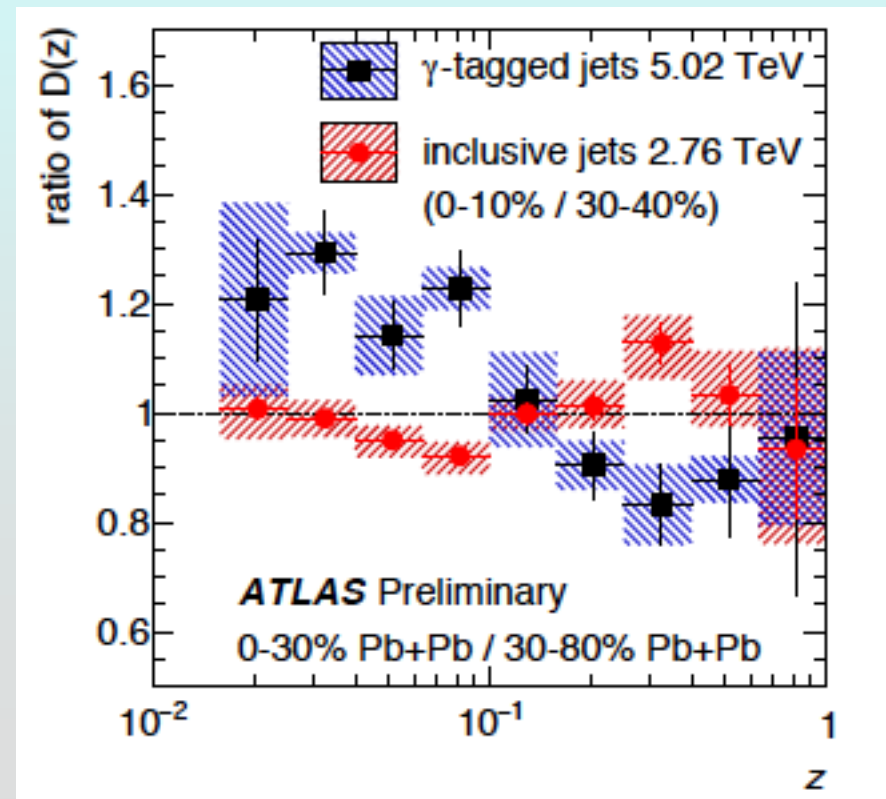 ratio of D(z)
γ-tagged jets 5.02 TeV
inclusive jets 2.76 TeV
(0-10% / 30-40%)
1.6
1.4
1.2
1
0.8
0.6
ATLAS Preliminary
0-30% Pb+Pb / 30-80% Pb+Pb
10⁻²
10⁻¹
1
z